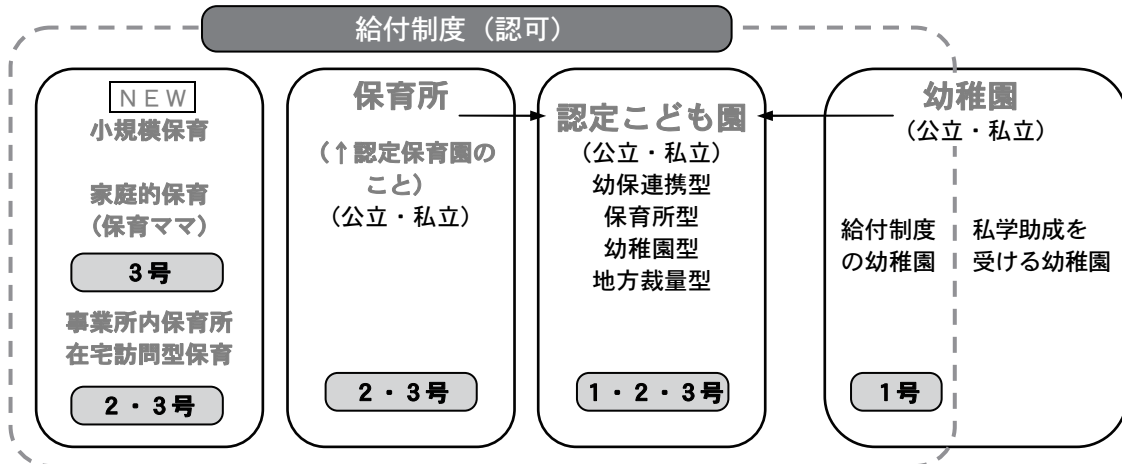 給付制度（認可）
NEW
小規模保育
家庭的保育
（保育ママ）
3号
事業所内保育所
在宅訪問型保育
2・3号
保育所
（↑認定保育園の
こと）
（公立・私立）
2・3号
認定こども園
（公立・私立）
幼保連携型
保育所型
幼稚園型
地方裁量型
1・2・3号
幼稚園
（公立・私立）
給付制度
の幼稚園
私学助成を
受ける幼稚園
1号